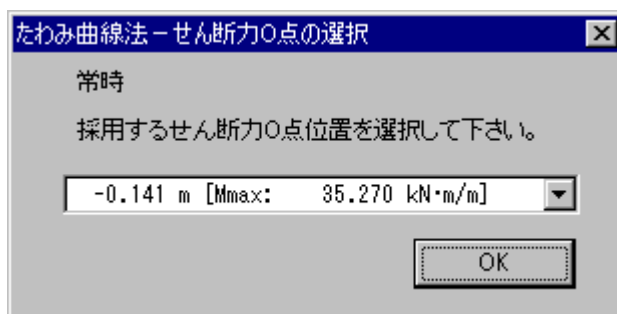 たわみ曲線法－せん断力0点の選択
常時
採用するせん断力0点位置を選択して下さい。
-0.141 m [Mmax: 35.270 kN･m/m]
OK